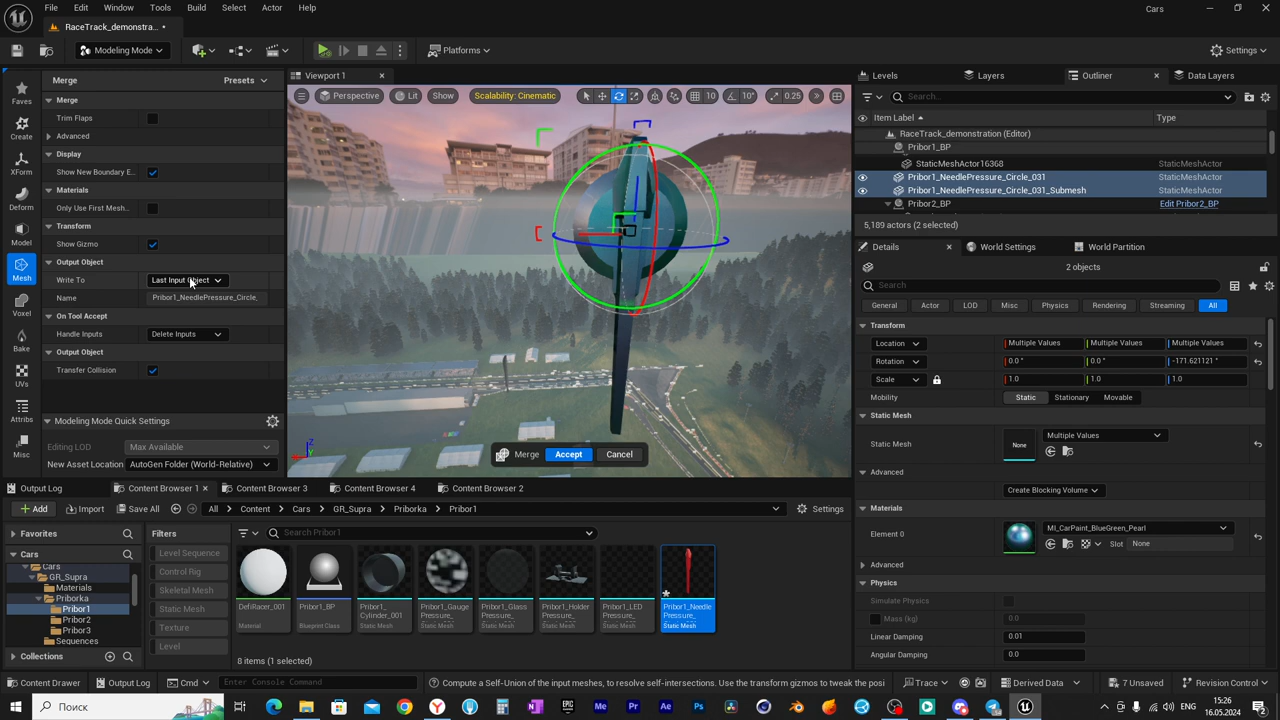 File Edit Window Tools Build Select Actor Help
RaceTrack_demonstra... •
Cars
Modeling Mode
Platforms
Settings
Merge
Presets
Viewport 1
Levels
Layers
Outliner
Data Layers
Faves
Create
XForm
Deform
Model
Mesh
Voxel
Bake
UVs
Attribs
Misc
Merge
Trim Flaps
Advanced
Display
Show New Boundary E...
Materials
Only Use First Mesh...
Transform
Show Gizmo
Output Object
Write To
Last Input Object
Name
Pribor1_NeedlePressure_Circle_
On Tool Accept
Handle Inputs
Delete Inputs
Output Object
Transfer Collision
Modeling Mode Quick Settings
Editing LOD
Max Available
New Asset Location
AutoGen Folder (World-Relative)
Perspective
Lit
Show
Scalability: Cinematic
10
10°
0.25
Z
Y
Merge
Accept
Cancel
Search...
Item Label
Type
RaceTrack_demonstration (Editor)
Pribor1_BP
StaticMeshActor16368 StaticMeshActor
Pribor1_NeedlePressure_Circle_031 StaticMeshActor
Pribor1_NeedlePressure_Circle_031_Submesh StaticMeshActor
Pribor2_BP Edit Pribor2_BP
5,189 actors (2 selected)
Details
World Settings
World Partition
2 objects
Search
General Actor LOD Misc Physics Rendering Streaming All
Transform
Location Multiple Values Multiple Values Multiple Values
Rotation 0.0 ° 0.0 ° -171.621121 °
Scale 1.0 1.0 1.0
Mobility Static Stationary Movable
Static Mesh
Static Mesh
None
Multiple Values
Advanced
Create Blocking Volume
Materials
Element 0
MI_CarPaint_BlueGreen_Pearl
Slot None
Advanced
Physics
Simulate Physics
Mass (kg) 0.0
Linear Damping 0.01
Angular Damping 0.0
Output Log
Content Browser 1
Content Browser 3
Content Browser 4
Content Browser 2
Add
Import
Save All
All > Content > Cars > GR_Supra > Priborka > Pribor1
Settings
Favorites
Cars
Cars
GR_Supra
Materials
Priborka
Pribor1
Pribor2
Pribor3
Sequences
Collections
Filters
Level Sequence
Control Rig
Skeletal Mesh
Static Mesh
Texture
Level
Search Pribor1
DefiRacer_001
Material
Pribor1_BP
Blueprint Class
Pribor1_
Cylinder_001
Static Mesh
Pribor1_Gauge
Pressure_
Static Mesh
Pribor1_Glass
Pressure_
Static Mesh
Pribor1_Holder
Pressure_
Static Mesh
Pribor1_LED
Pressure_
Static Mesh
Pribor1_Needle
Pressure_
Static Mesh
8 items (1 selected)
Content Drawer
Output Log
Cmd
Enter Console Command
Compute a Self-Union of the input meshes, to resolve self-intersections. Use the transform gizmos to tweak the posi
Trace
Derived Data
7 Unsaved
Revision Control
Поиск
ENG
15:26
16.05.2024